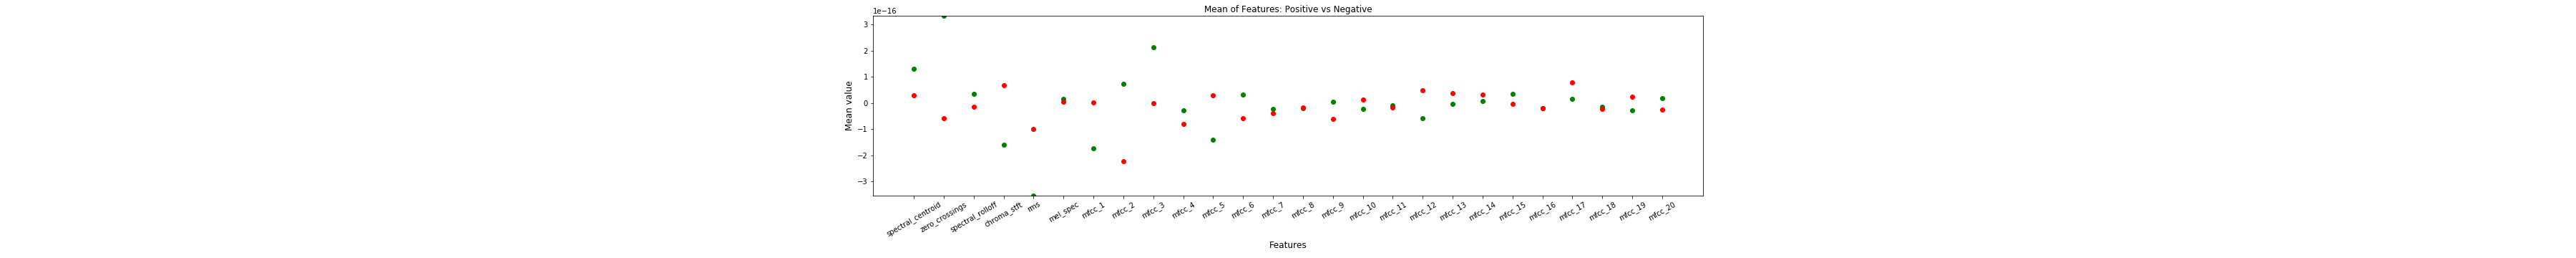 Mean of Features: Positive vs Negative
1e−16
3
2
1
0
−1
−2
−3
Mean value
spectral_centroid
zero_crossings
spectral_rolloff
chroma_stft
rms
mel_spec
mfcc_1
mfcc_2
mfcc_3
mfcc_4
mfcc_5
mfcc_6
mfcc_7
mfcc_8
mfcc_9
mfcc_10
mfcc_11
mfcc_12
mfcc_13
mfcc_14
mfcc_15
mfcc_16
mfcc_17
mfcc_18
mfcc_19
mfcc_20
Features